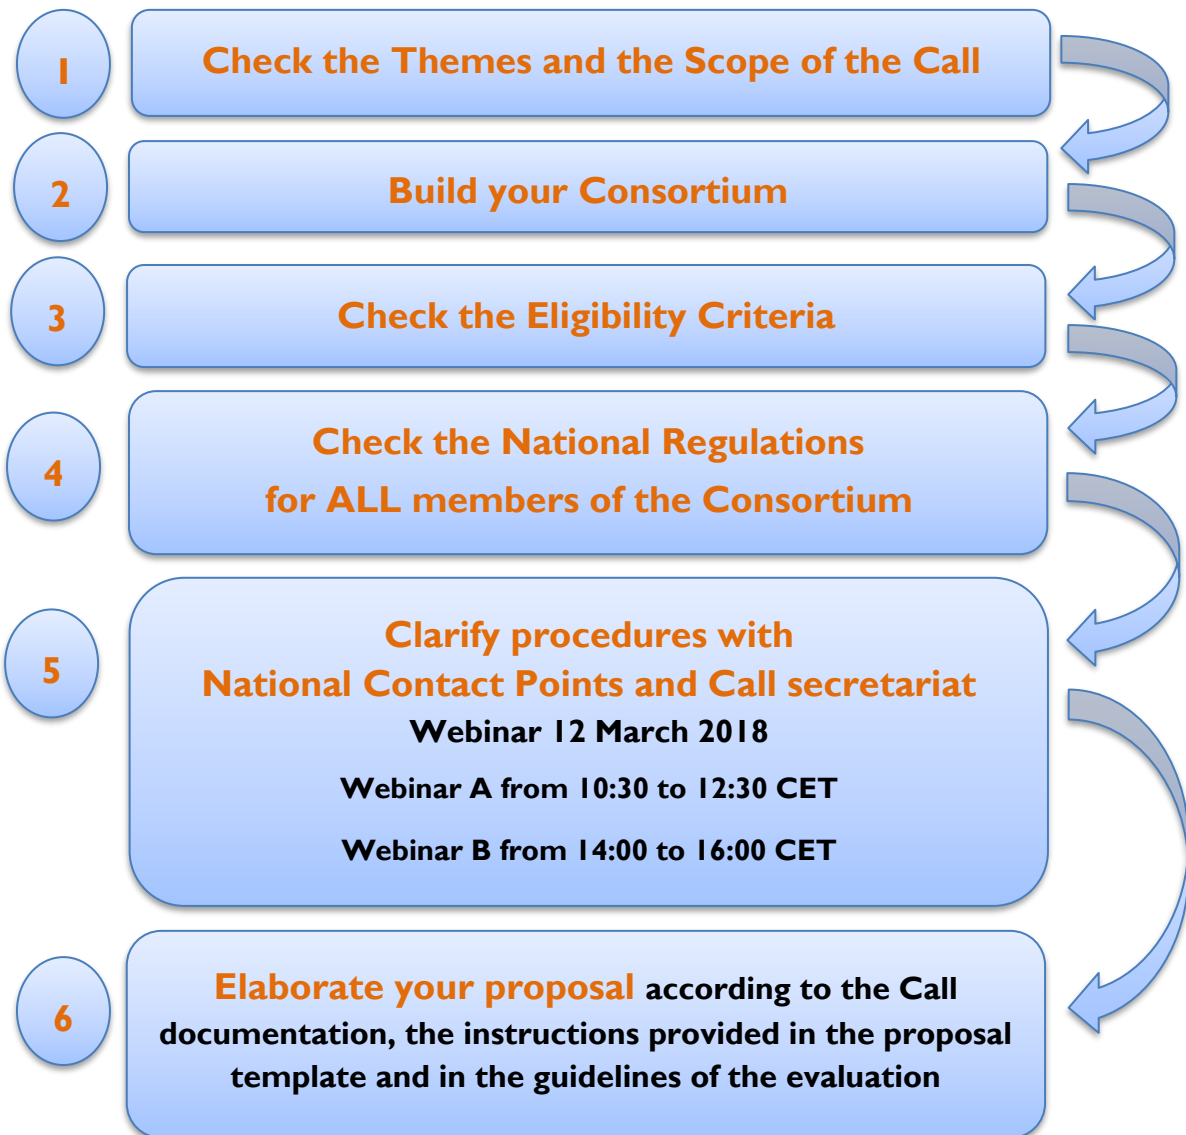 1
Check the Themes and the Scope of the Call
2
Build your Consortium
3
Check the Eligibility Criteria
4
Check the National Regulations
for ALL members of the Consortium
5
Clarify procedures with
National Contact Points and Call secretariat
Webinar 12 March 2018
Webinar A from 10:30 to 12:30 CET
Webinar B from 14:00 to 16:00 CET
6
Elaborate your proposal according to the Call
documentation, the instructions provided in the proposal
template and in the guidelines of the evaluation